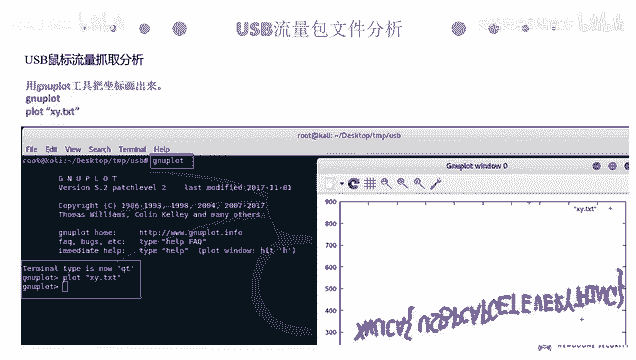 USB流量包文件分析
USB鼠标流量抓取分析
用gnuplot工具把坐标画出来。
gnuplot
plot “xy.txt”
root@kali: ~/Desktop/tmp/usb
File Edit View Search Terminal Help
root@kali:~/Desktop/tmp/usb# gnuplot
G N U P L O T
Version 5.2 patchlevel 2 last modified 2017-11-01
Copyright (C) 1986-1993, 1998, 2004, 2007-2017
Thomas Williams, Colin Kelley and many others
gnuplot home: http://www.gnuplot.info
faq, bugs, etc: type "help FAQ"
immediate help: type "help" (plot window: hit 'h')
Terminal type is now 'qt'
gnuplot> plot "xy.txt"
gnuplot>
Gnuplot window 0
"xy.txt"
900
800
700
600
500
400
300